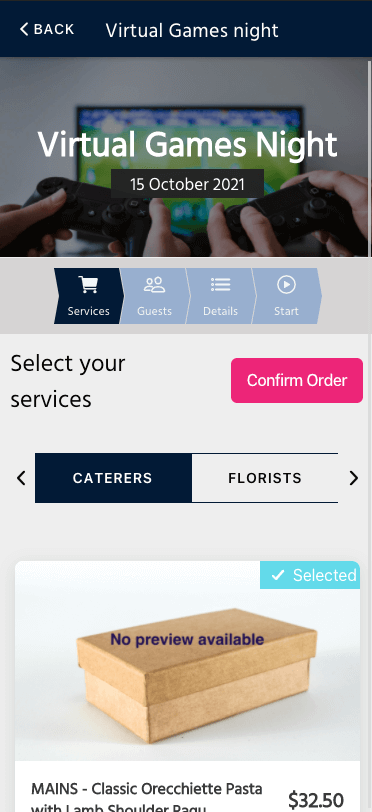 BACK
Virtual Games night
Virtual Games Night
15 October 2021
Services
Guests
Details
Start
Select your
services
Confirm Order
CATERERS
FLORISTS
Selected
No preview available
MAINS - Classic Orecchiette Pasta
with Lamb Shoulder Ragu
$32.50